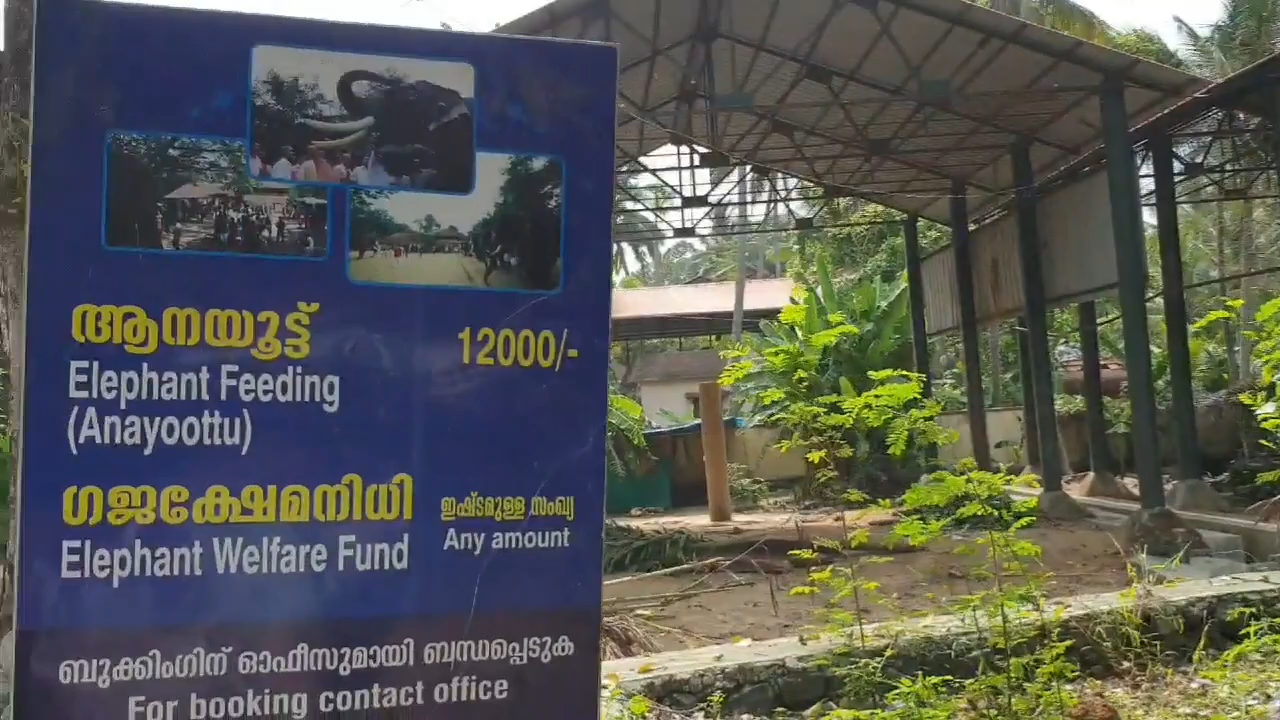 ആനയൂട്ട് 12000/-
Elephant Feeding
(Anayoottu)
ഗജക്ഷേമനിധി ഇഷ്ടമുള്ള സംഖ്യ
Elephant Welfare Fund Any amount
ബുക്കിംഗിന് ഓഫീസുമായി ബന്ധപ്പെടുക
For booking contact office